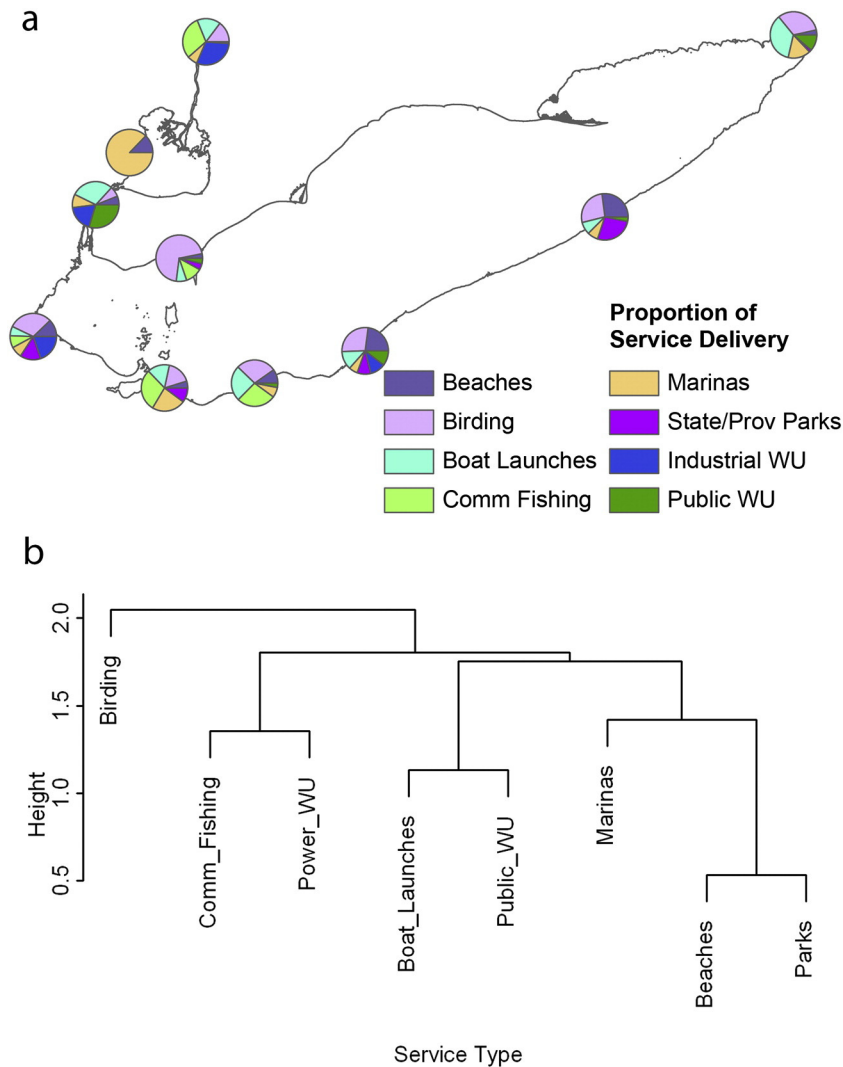 a
Proportion of
Service Delivery
Beaches
Birding
Boat Launches
Comm Fishing
Marinas
State/Prov Parks
Industrial WU
Public WU
b
Height
2.0
1.5
1.0
0.5
Birding
Comm_Fishing
Power_WU
Boat_Launches
Public_WU
Marinas
Beaches
Parks
Service Type